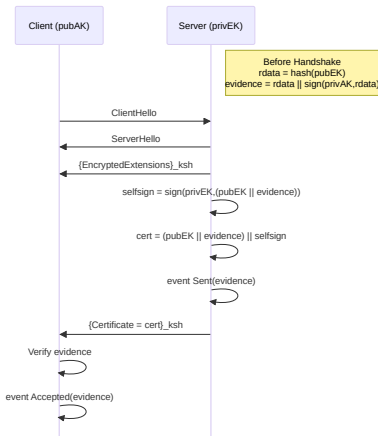 Client (pubAK)
Server (privEK)
Before Handshake
rdata = hash(pubEK)
evidence = rdata || sign(privAK,rdata)
ClientHello
ServerHello
{EncryptedExtensions}_ksh
selfsign = sign(privEK,(pubEK || evidence))
cert = (pubEK || evidence) || selfsign
event Sent(evidence)
{Certificate = cert}_ksh
Verify evidence
event Accepted(evidence)